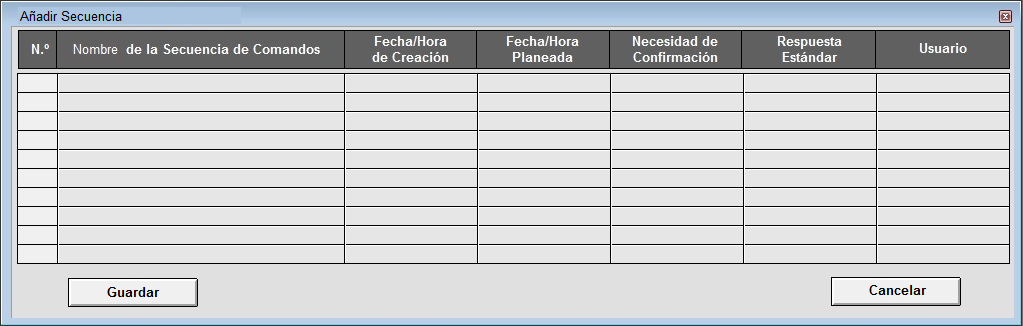 Añadir Secuencia
N.º
Nombre de la Secuencia de Comandos
Fecha/Hora
de Creación
Fecha/Hora
Planeada
Necesidad de
Confirmación
Respuesta
Estándar
Usuario
Guardar
Cancelar